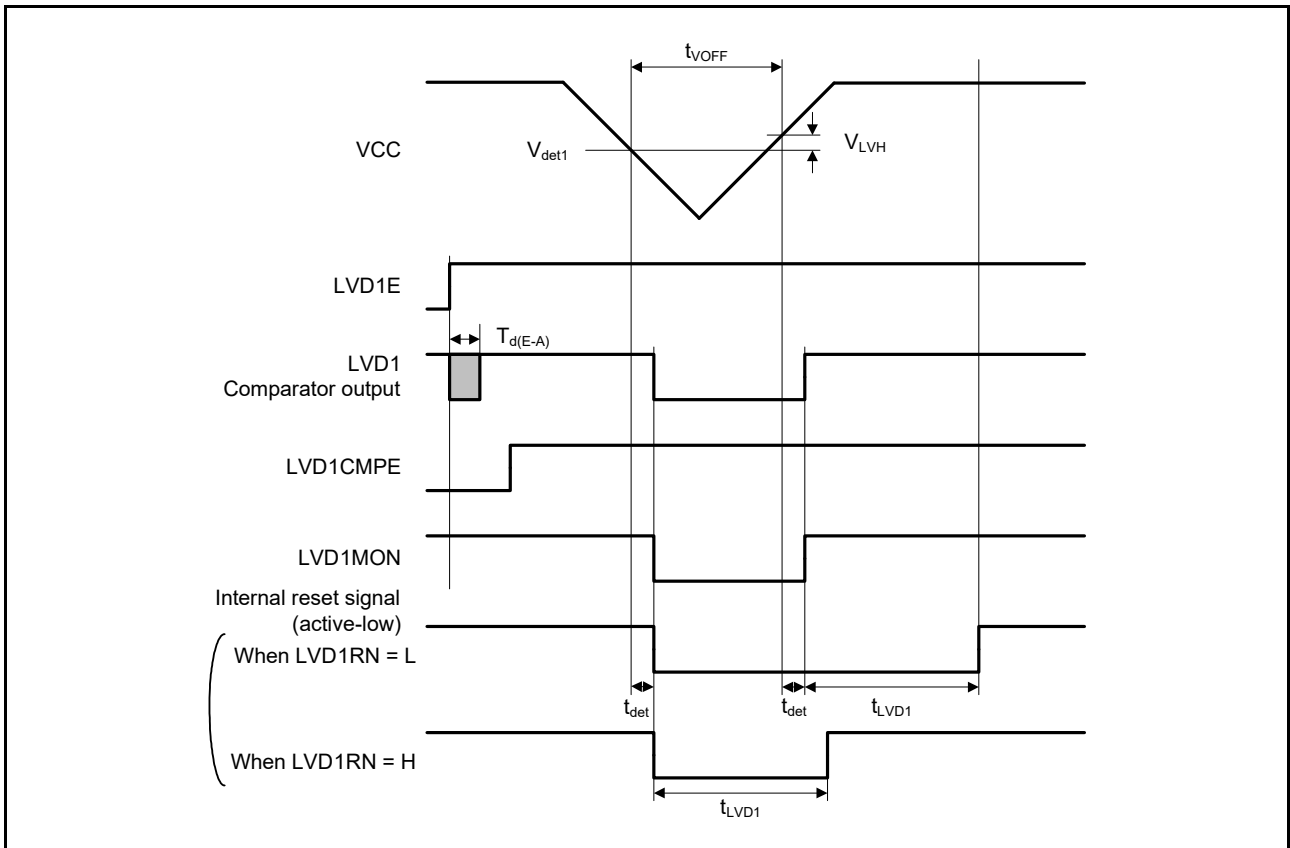 tVOFF
VCC
Vdet1
VLVH
LVD1E
Td(E-A)
LVD1
Comparator output
LVD1CMPE
LVD1MON
Internal reset signal
(active-low)
When LVD1RN = L
tdet
tdet
tLVD1
When LVD1RN = H
tLVD1